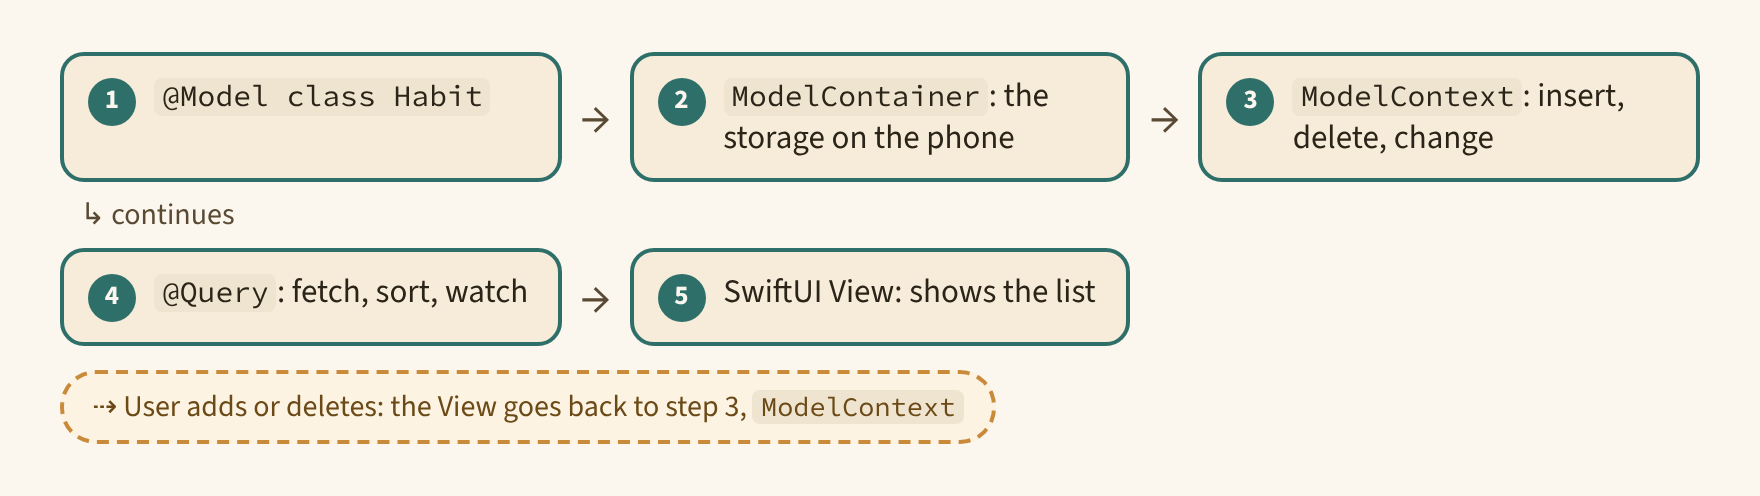 1 @Model class Habit
→
2 ModelContainer: the
storage on the phone
→
3 ModelContext: insert,
delete, change
↳ continues
4 @Query: fetch, sort, watch
→
5 SwiftUI View: shows the list
⇢ User adds or deletes: the View goes back to step 3, ModelContext